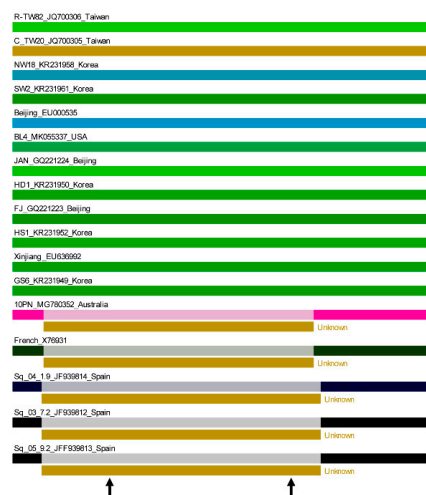 R-TW82_JQ700306_Taiwan
C_TW20_JQ700305_Taiwan
NW18_KR231958_Korea
SW2_KR231961_Korea
Beijing_EU000535
BL4_MK055337_USA
JAN_GQ221224_Beijing
HD1_KR231950_Korea
FJ_GQ221223_Beijing
HS1_KR231952_Korea
Xinjiang_EU636992
GS6_KR231949_Korea
10PN_MG780352_Australia
Unknown
French_X76931
Unknown
Sq_04_1.9_JF939814_Spain
Unknown
Sq_03_7.2_JF939812_Spain
Unknown
Sq_05_9.2_JFF939813_Spain
Unknown